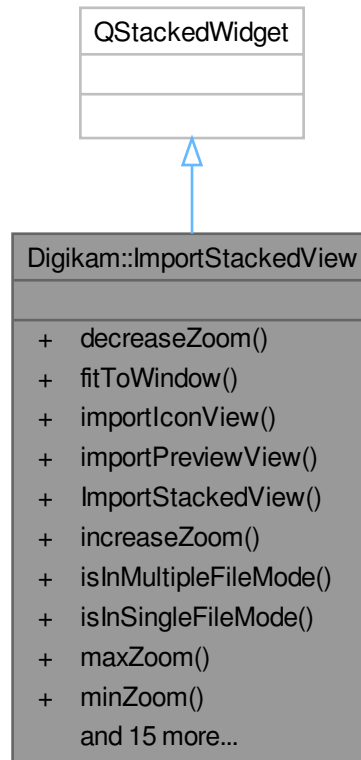 QStackedWidget
Digikam::ImportStackedView
+ decreaseZoom()
+ fitToWindow()
+ importIconView()
+ importPreviewView()
+ ImportStackedView()
+ increaseZoom()
+ isInMultipleFileMode()
+ isInSingleFileMode()
+ maxZoom()
+ minZoom()
and 15 more...